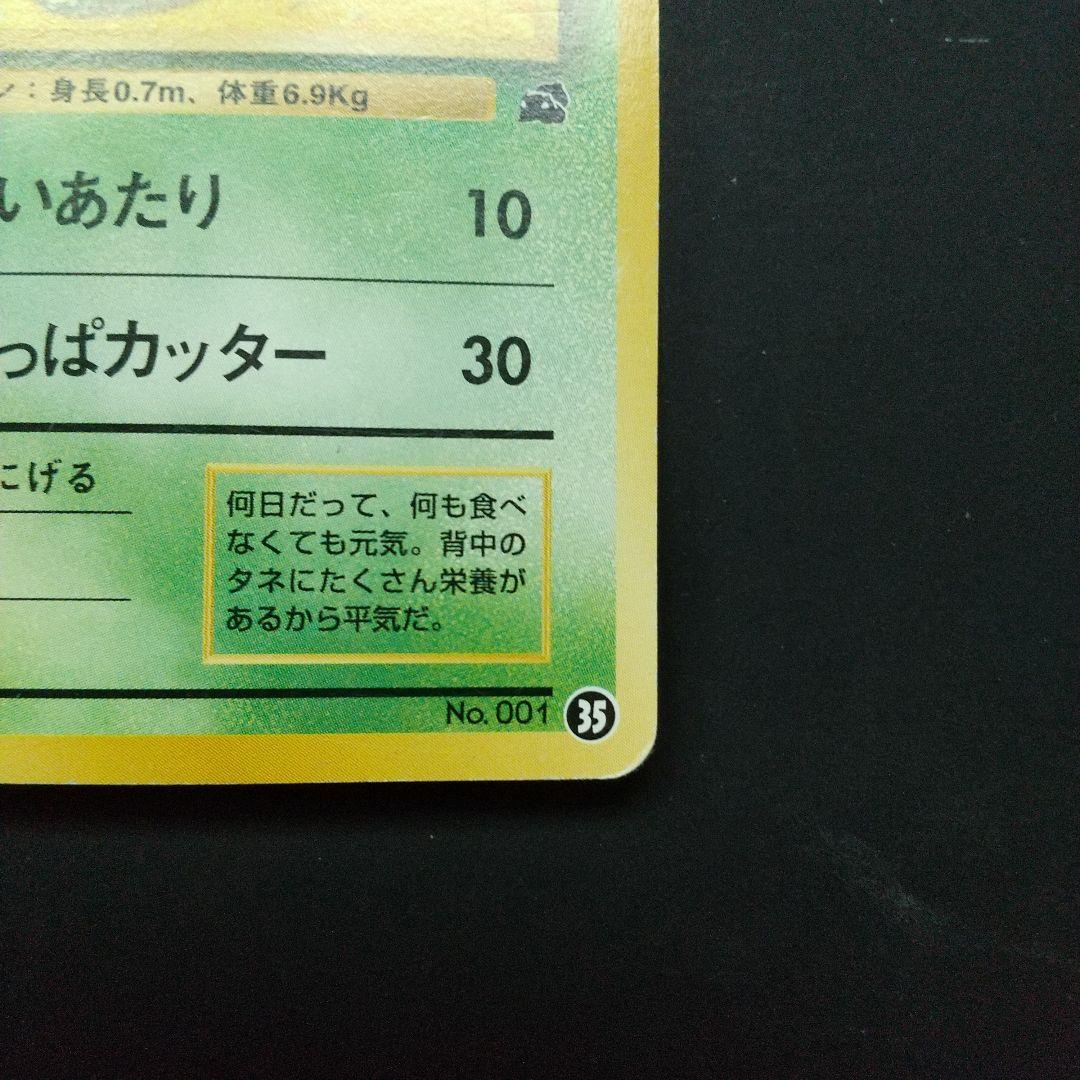 ン：身長0.7m、体重6.9Kg
いあたり 10
っぱカッター 30
にげる
何日だって、何も食べ
なくても元気。背中の
タネにたくさん栄養が
あるから平気だ。
No. 001 35